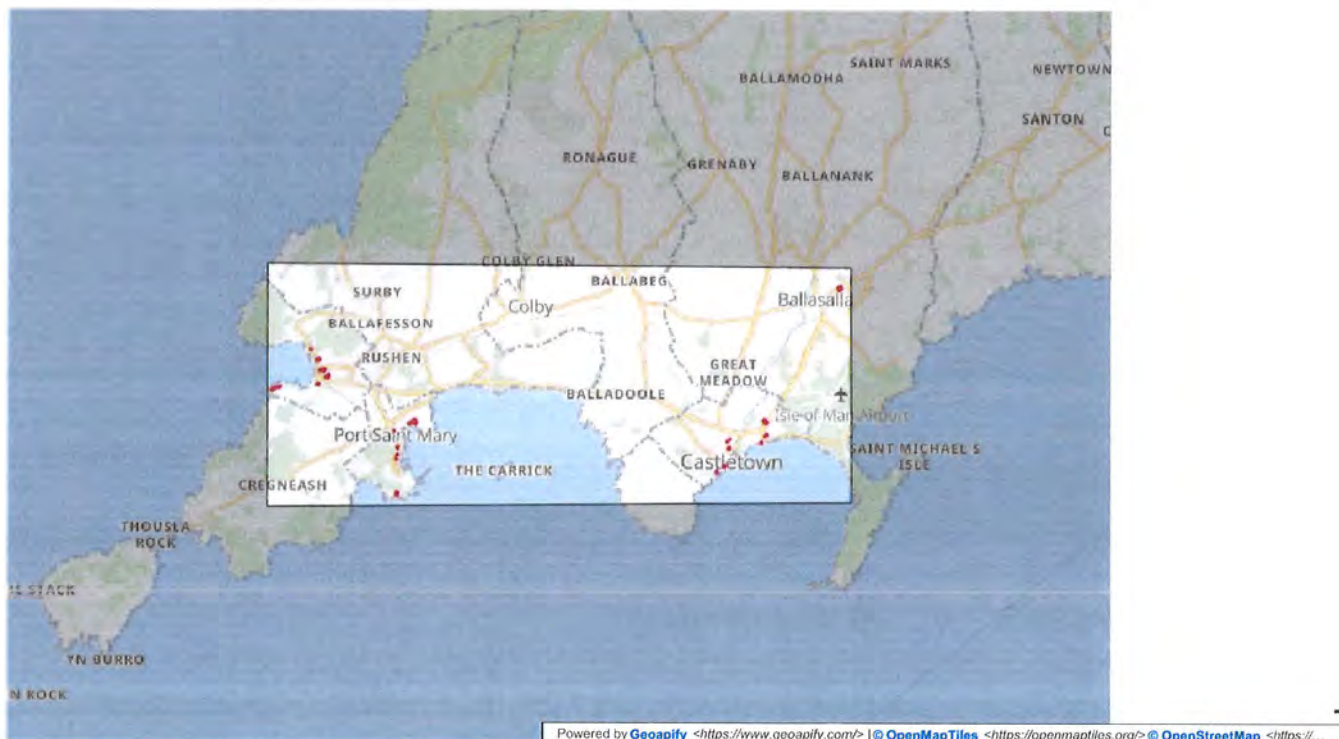 SAINT MARKS
NEWTOWN
BALLAMODHA
SANTON
RONAGUE
GRENABY
BALLANANK
COLBY GLEN
BALLABEG
SURBY
Colby
Ballasalla
BALLAFESSON
RUSHEN
GREAT
MEADOW
BALLADOOLE
Isle of Man Airport
Port Saint Mary
SAINT MICHAEL S
ISLE
THE CARRICK
Castletown
CREGNEASH
THOUSLA
ROCK
STACK
YN BURRO
N ROCK
Powered by Geoapify <https://www.geoapify.com/> | © OpenMapTiles <https://openmaptiles.org/> © OpenStreetMap <https://...